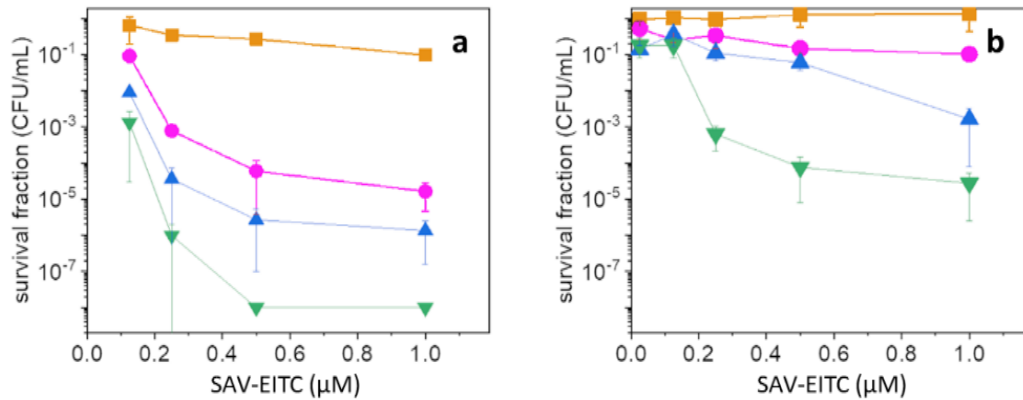 a
b
survival fraction (CFU/mL)
10⁻¹
10⁻³
10⁻⁵
10⁻⁷
0.0 0.2 0.4 0.6 0.8 1.0
SAV-EITC (µM)
survival fraction (CFU/mL)
10⁻¹
10⁻³
10⁻⁵
10⁻⁷
0.0 0.2 0.4 0.6 0.8 1.0
SAV-EITC (µM)